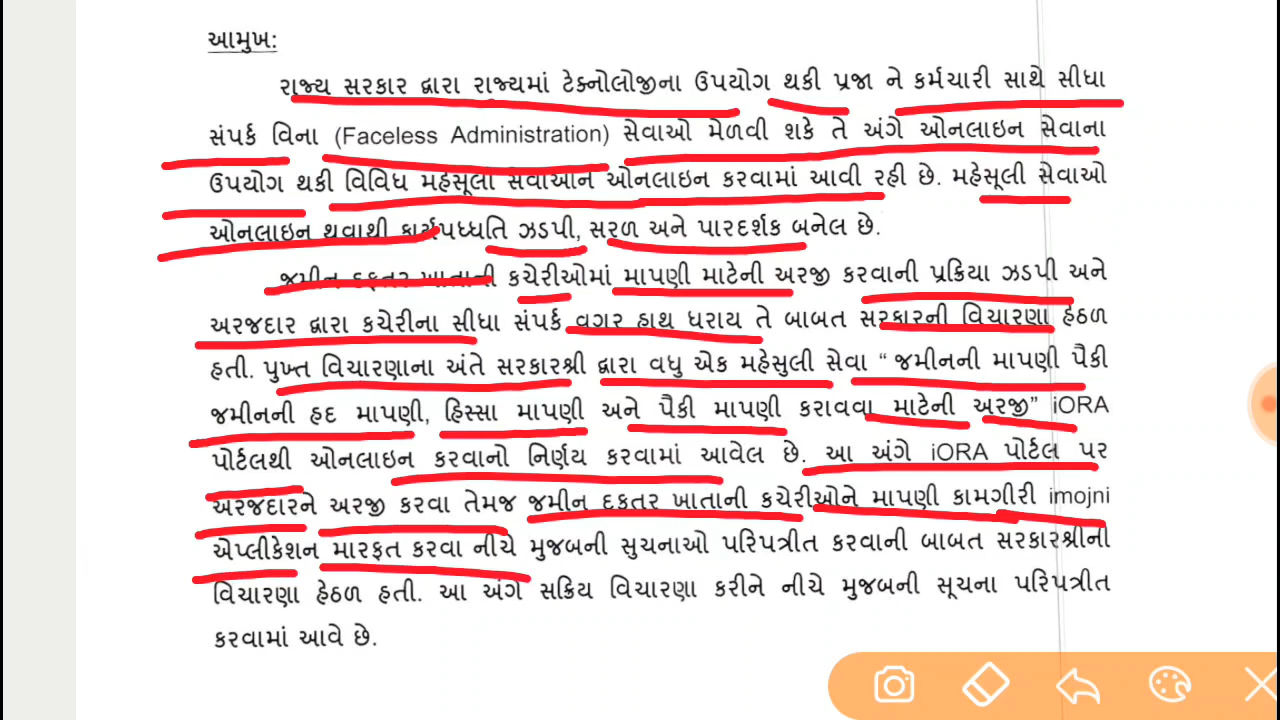 આમુખ:
રાજ્ય સરકાર દ્વારા રાજ્યમાં ટેક્નોલોજીના ઉપયોગ થકી પ્રજા ને કર્મચારી સાથે સીધા
સંપર્ક વિના (Faceless Administration) સેવાઓ મેળવી શકે તે અંગે ઓનલાઇન સેવાના
ઉપયોગ થકી વિવિધ મહેસૂલી સેવાઓને ઓનલાઇન કરવામાં આવી રહી છે. મહેસૂલી સેવાઓ
ઓનલાઇન થવાથી કાર્યપધ્ધતિ ઝડપી, સરળ અને પારદર્શક બનેલ છે.
જમીન દફતર ખાતાની કચેરીઓમાં માપણી માટેની અરજી કરવાની પ્રક્રિયા ઝડપી અને
અરજદાર દ્વારા કચેરીના સીધા સંપર્ક વગર હાથ ધરાય તે બાબત સરકારની વિચારણા હેઠળ
હતી. પુખ્ત વિચારણાના અંતે સરકારશ્રી દ્વારા વધુ એક મહેસુલી સેવા “ જમીનની માપણી પૈકી
જમીનની હદ માપણી, હિસ્સા માપણી અને પૈકી માપણી કરાવવા માટેની અરજી” iORA
પોર્ટલથી ઓનલાઇન કરવાનો નિર્ણય કરવામાં આવેલ છે. આ અંગે iORA પોર્ટલ પર
અરજદારને અરજી કરવા તેમજ જમીન દફતર ખાતાની કચેરીઓને માપણી કામગીરી imojni
એપ્લીકેશન મારફત કરવા નીચે મુજબની સુચનાઓ પરિપત્રીત કરવાની બાબત સરકારશ્રીની
વિચારણા હેઠળ હતી. આ અંગે સક્રિય વિચારણા કરીને નીચે મુજબની સૂચના પરિપત્રીત
કરવામાં આવે છે.